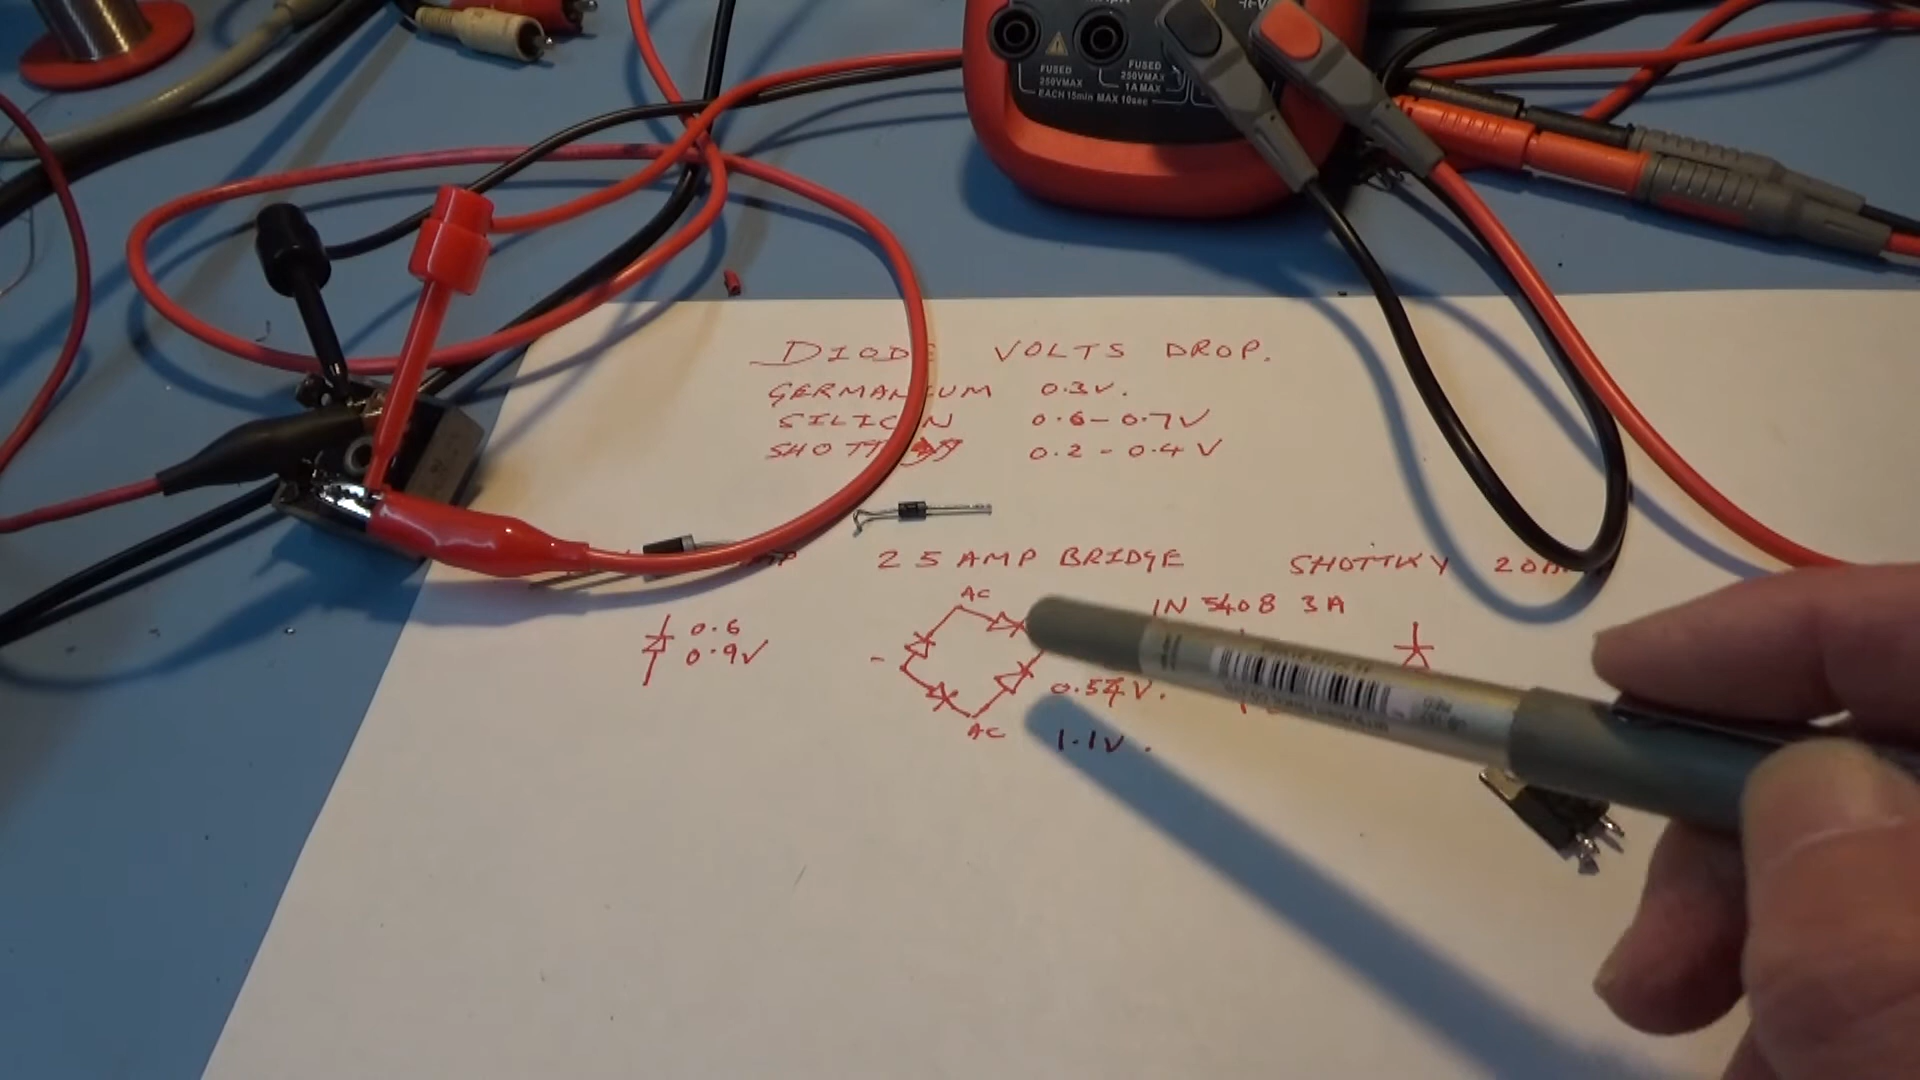 FUSED
250VMAX
FUSED
250VMAX
1A MAX
EACH 15min MAX 10sec
DIODE VOLTS DROP.
GERMANIUM 0.3V.
SILICON 0.6-0.7V
0.2-0.4V
25 AMP BRIDGE
SHOTTKY
AC
IN 5408 3A
0.6
0.9V
-
0.54V.
AC
1.1V.